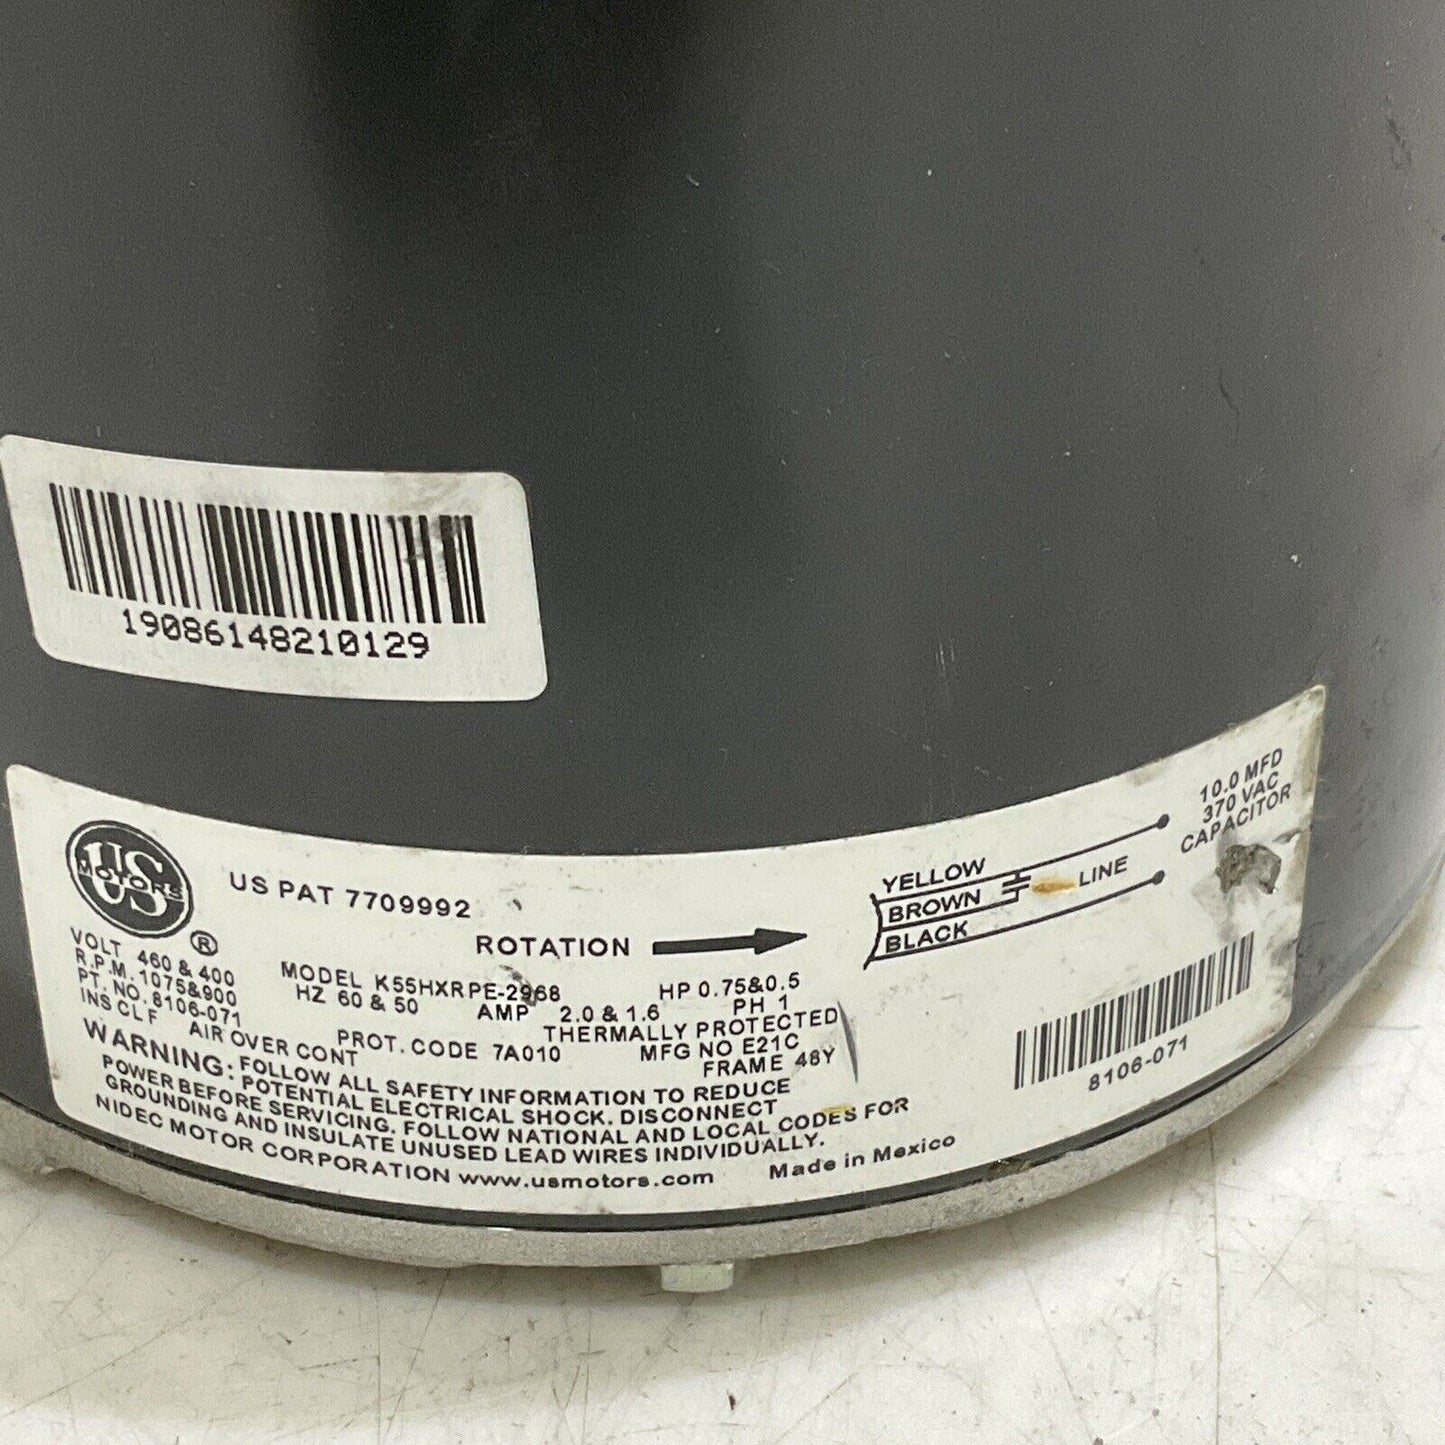 19086148210129
US MOTORS ®
US PAT 7709992
ROTATION
YELLOW
BROWN
BLACK
LINE
10.0 MFD
370 VAC
CAPACITOR
VOLT 460 & 400 MODEL K55HXRPE-2968 HP 0.75&0.5
R.P.M. 1075&900 HZ 60 & 50 AMP 2.0 & 1.6 PH 1
PT. NO. 8106-071 THERMALLY PROTECTED
INS CL F AIR OVER CONT PROT. CODE 7A010 MFG NO E21C
FRAME 48Y
WARNING: FOLLOW ALL SAFETY INFORMATION TO REDUCE
POTENTIAL ELECTRICAL SHOCK. DISCONNECT
POWER BEFORE SERVICING. FOLLOW NATIONAL AND LOCAL CODES FOR
GROUNDING AND INSULATE UNUSED LEAD WIRES INDIVIDUALLY.
NIDEC MOTOR CORPORATION www.usmotors.com Made in Mexico
8106-071